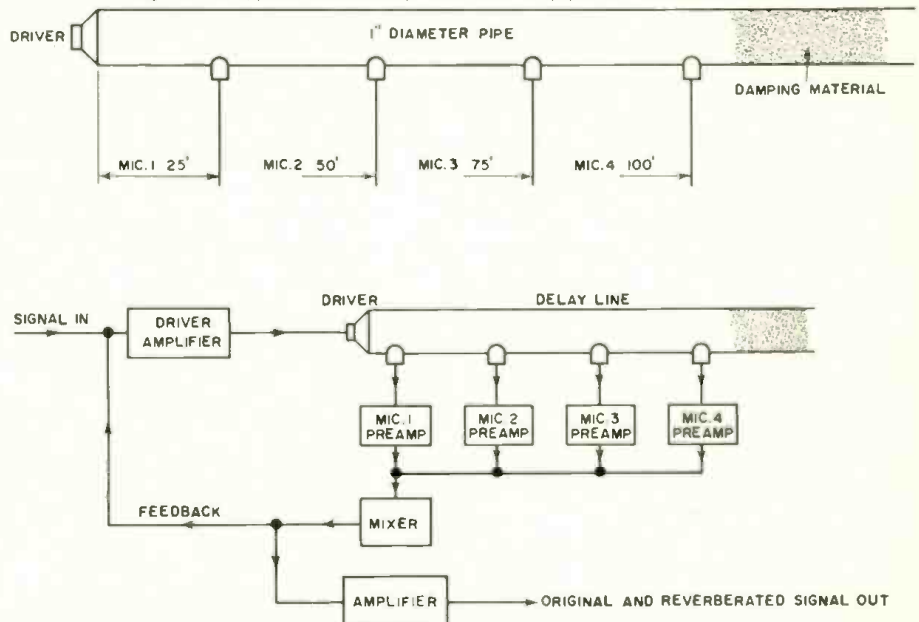 DRIVER
1" DIAMETER PIPE
DAMPING MATERIAL
MIC.1 25'
MIC.2 50'
MIC.3 75'
MIC.4 100'
DRIVER
DELAY LINE
SIGNAL IN
DRIVER
AMPLIFIER
MIC.1
PREAMP
MIC.2
PREAMP
MIC.3
PREAMP
MIC.4
PREAMP
FEEDBACK
MIXER
AMPLIFIER
ORIGINAL AND REVERBERATED SIGNAL OUT